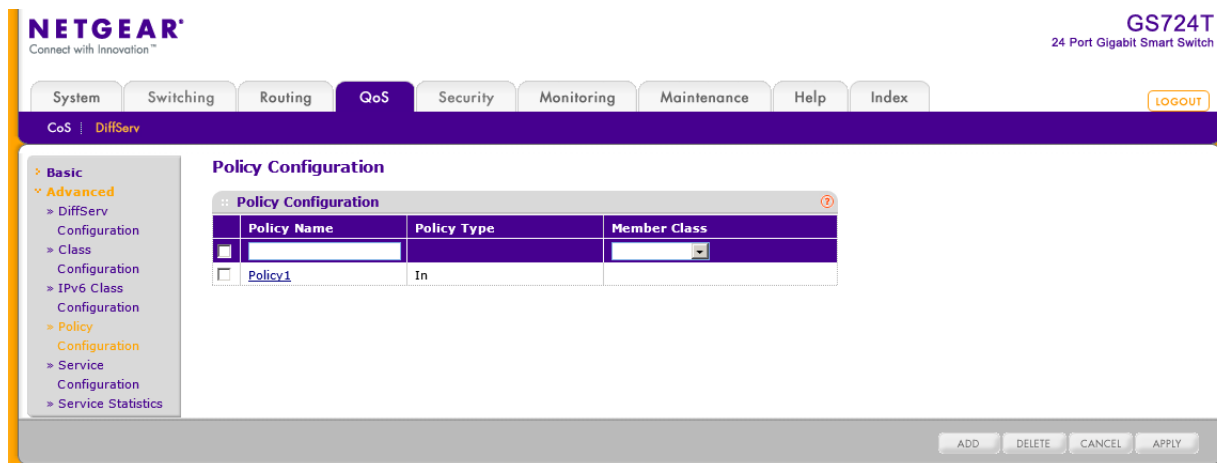 NETGEAR®
Connect with Innovation™
GS724T
24 Port Gigabit Smart Switch
System Switching Routing QoS Security Monitoring Maintenance Help Index
LOGOUT
CoS | DiffServ
Basic
Advanced
» DiffServ
Configuration
» Class
Configuration
» IPv6 Class
Configuration
» Policy
Configuration
» Service
Configuration
» Service Statistics
Policy Configuration
Policy Configuration ?
Policy Name Policy Type Member Class
Policy1 In
ADD DELETE CANCEL APPLY